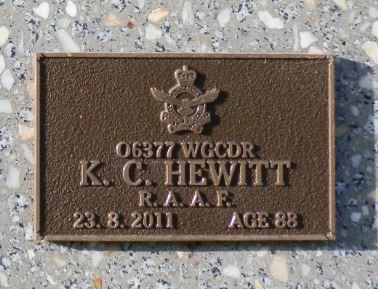 O6377 WGCDR
K. C. HEWITT
R. A. A. F.
23. 8. 2011 AGE 88